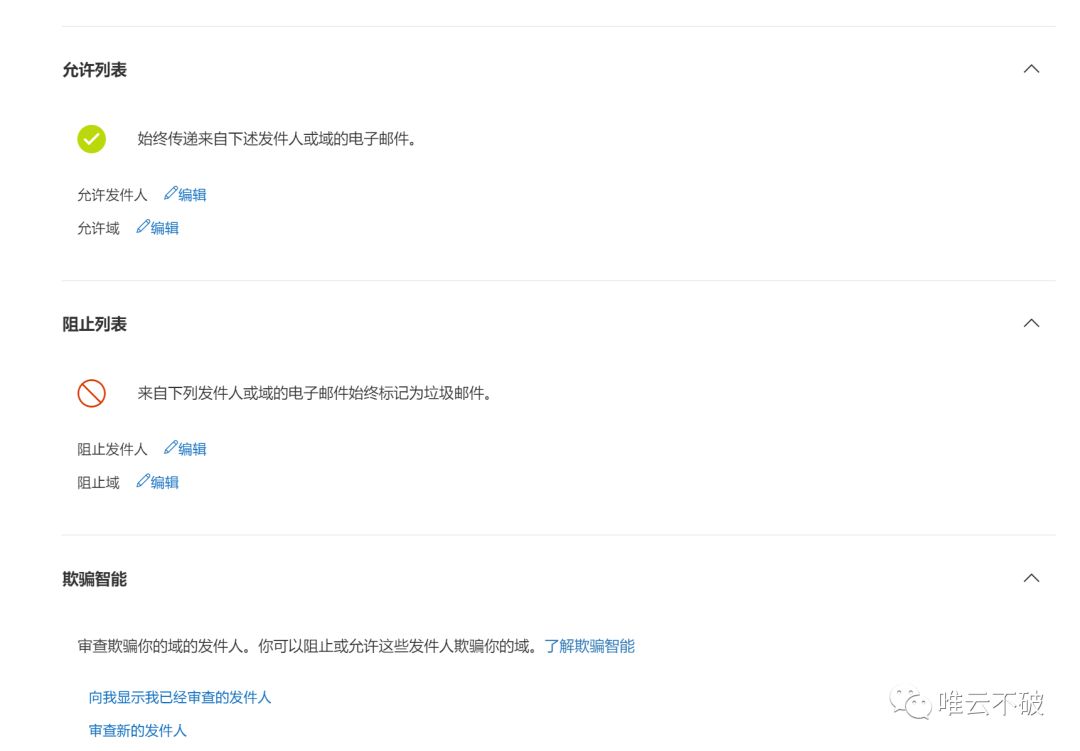 允许列表
始终传递来自下述发件人或域的电子邮件。
允许发件人 编辑
允许域 编辑
阻止列表
来自下列发件人或域的电子邮件始终标记为垃圾邮件。
阻止发件人 编辑
阻止域 编辑
欺骗智能
审查欺骗你的域的发件人。你可以阻止或允许这些发件人欺骗你的域。了解欺骗智能
向我显示我已经审查的发件人
审查新的发件人
唯云不破